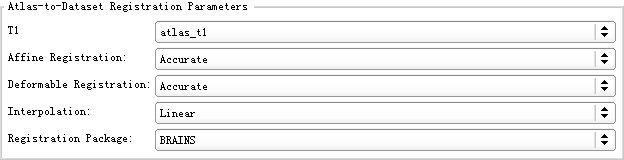 Atlas-to-Dataset Registration Parameters
T1 atlas_t1
Affine Registration: Accurate
Deformable Registration: Accurate
Interpolation: Linear
Registration Package: BRAINS